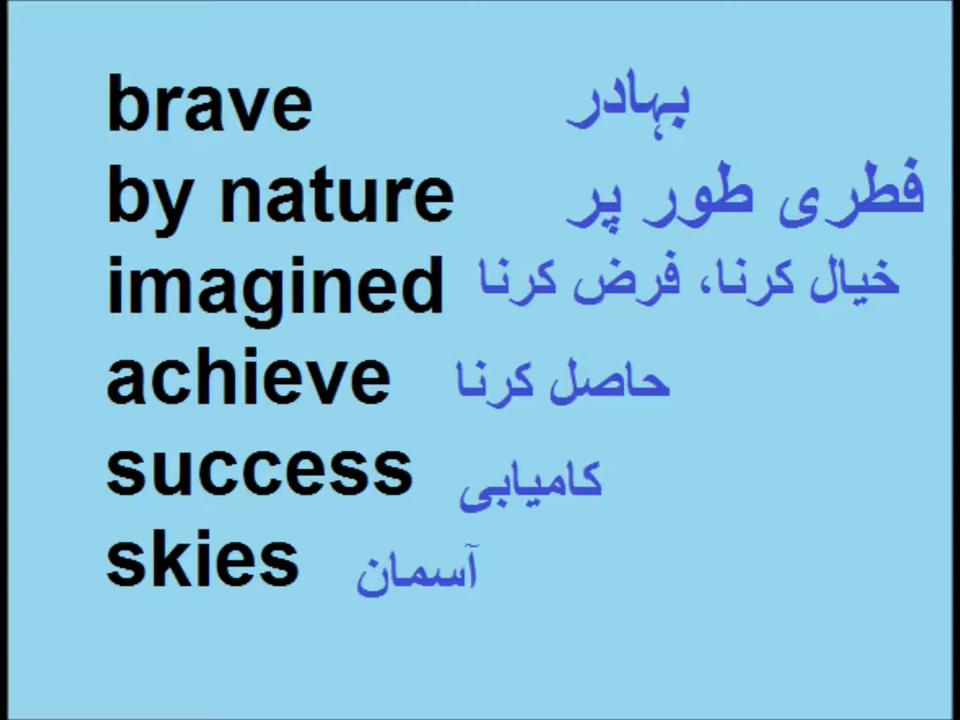 brave بہادر
by nature فطری طور پر
imagined خیال کرنا، فرض کرنا
achieve حاصل کرنا
success کامیابی
skies آسمان